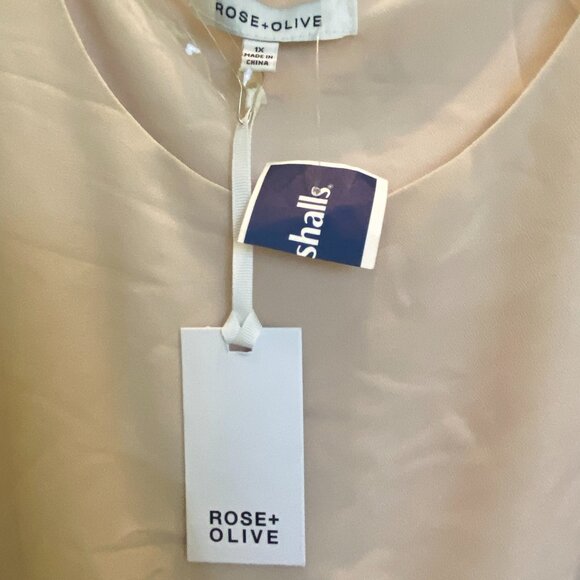 ROSE+OLIVE
1X
MADE IN
CHINA
shalls
ROSE+
OLIVE